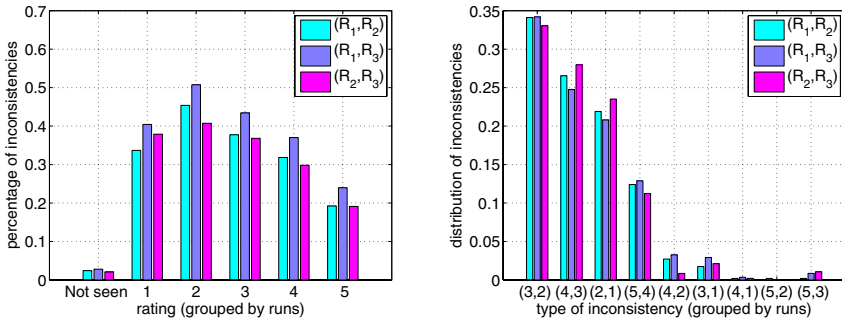 0.7
0.6
0.5
0.4
0.3
0.2
0.1
0
percentage of inconsistencies
(R1,R2)
(R1,R3)
(R2,R3)
Not seen 1 2 3 4 5
rating (grouped by runs)
0.35
0.3
0.25
0.2
0.15
0.1
0.05
0
distribution of inconsistencies
(R1,R2)
(R1,R3)
(R2,R3)
(3,2) (4,3) (2,1) (5,4) (4,2) (3,1) (4,1) (5,2) (5,3)
type of inconsistency (grouped by runs)